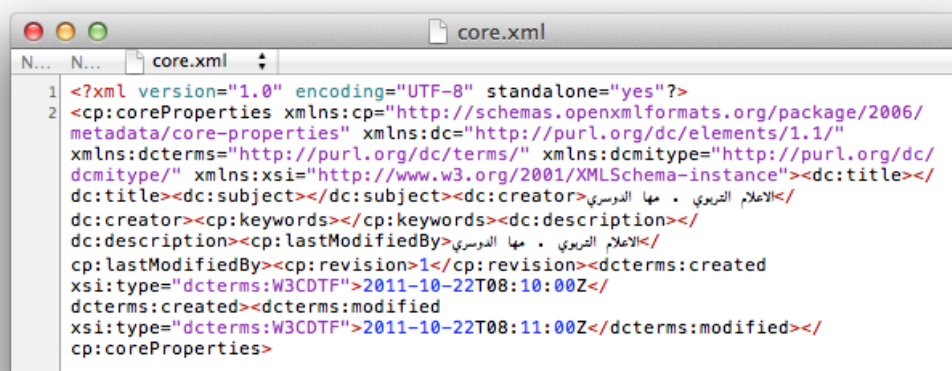 core.xml
N... N... core.xml
1 <?xml version="1.0" encoding="UTF-8" standalone="yes"?>
2 <cp:coreProperties xmlns:cp="http://schemas.openxmlformats.org/package/2006/
metadata/core-properties" xmlns:dc="http://purl.org/dc/elements/1.1/"
xmlns:dcterms="http://purl.org/dc/terms/" xmlns:dcmitype="http://purl.org/dc/
dcmitype/" xmlns:xsi="http://www.w3.org/2001/XMLSchema-instance"><dc:title></
dc:title><dc:subject></dc:subject><dc:creator>الاعلام التربوي . مها الدوسري</
dc:creator><cp:keywords></cp:keywords><dc:description></
dc:description><cp:lastModifiedBy>الاعلام التربوي . مها الدوسري</
cp:lastModifiedBy><cp:revision>1</cp:revision><dcterms:created
xsi:type="dcterms:W3CDTF">2011-10-22T08:10:00Z</
dcterms:created><dcterms:modified
xsi:type="dcterms:W3CDTF">2011-10-22T08:11:00Z</dcterms:modified></
cp:coreProperties>